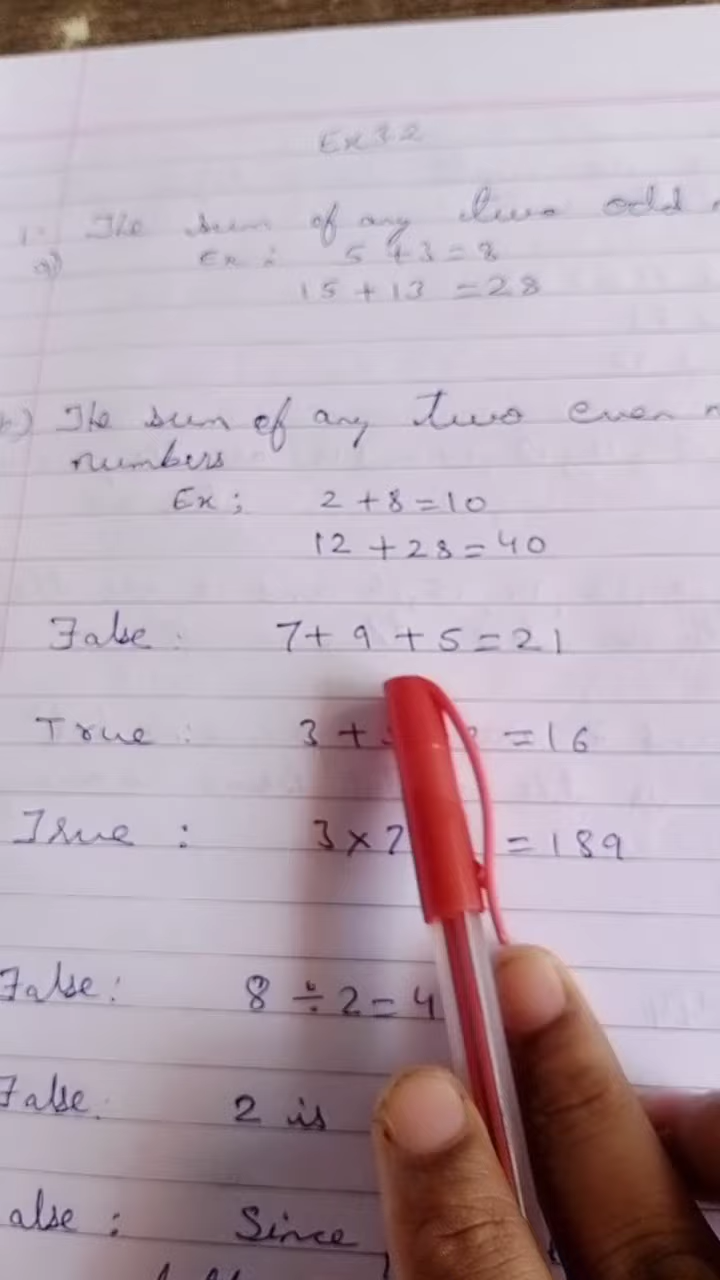 Ex 3.2
1. The sum of any two odd
a) Ex: 5 + 3 = 8
15 + 13 = 28
b) The sum of any two even
numbers
Ex: 2 + 8 = 10
12 + 28 = 40
False: 7 + 9 + 5 = 21
True: 3 + = 16
True: 3 × 7 = 189
False: 8 ÷ 2 = 4
False. 2 is
alse: Since